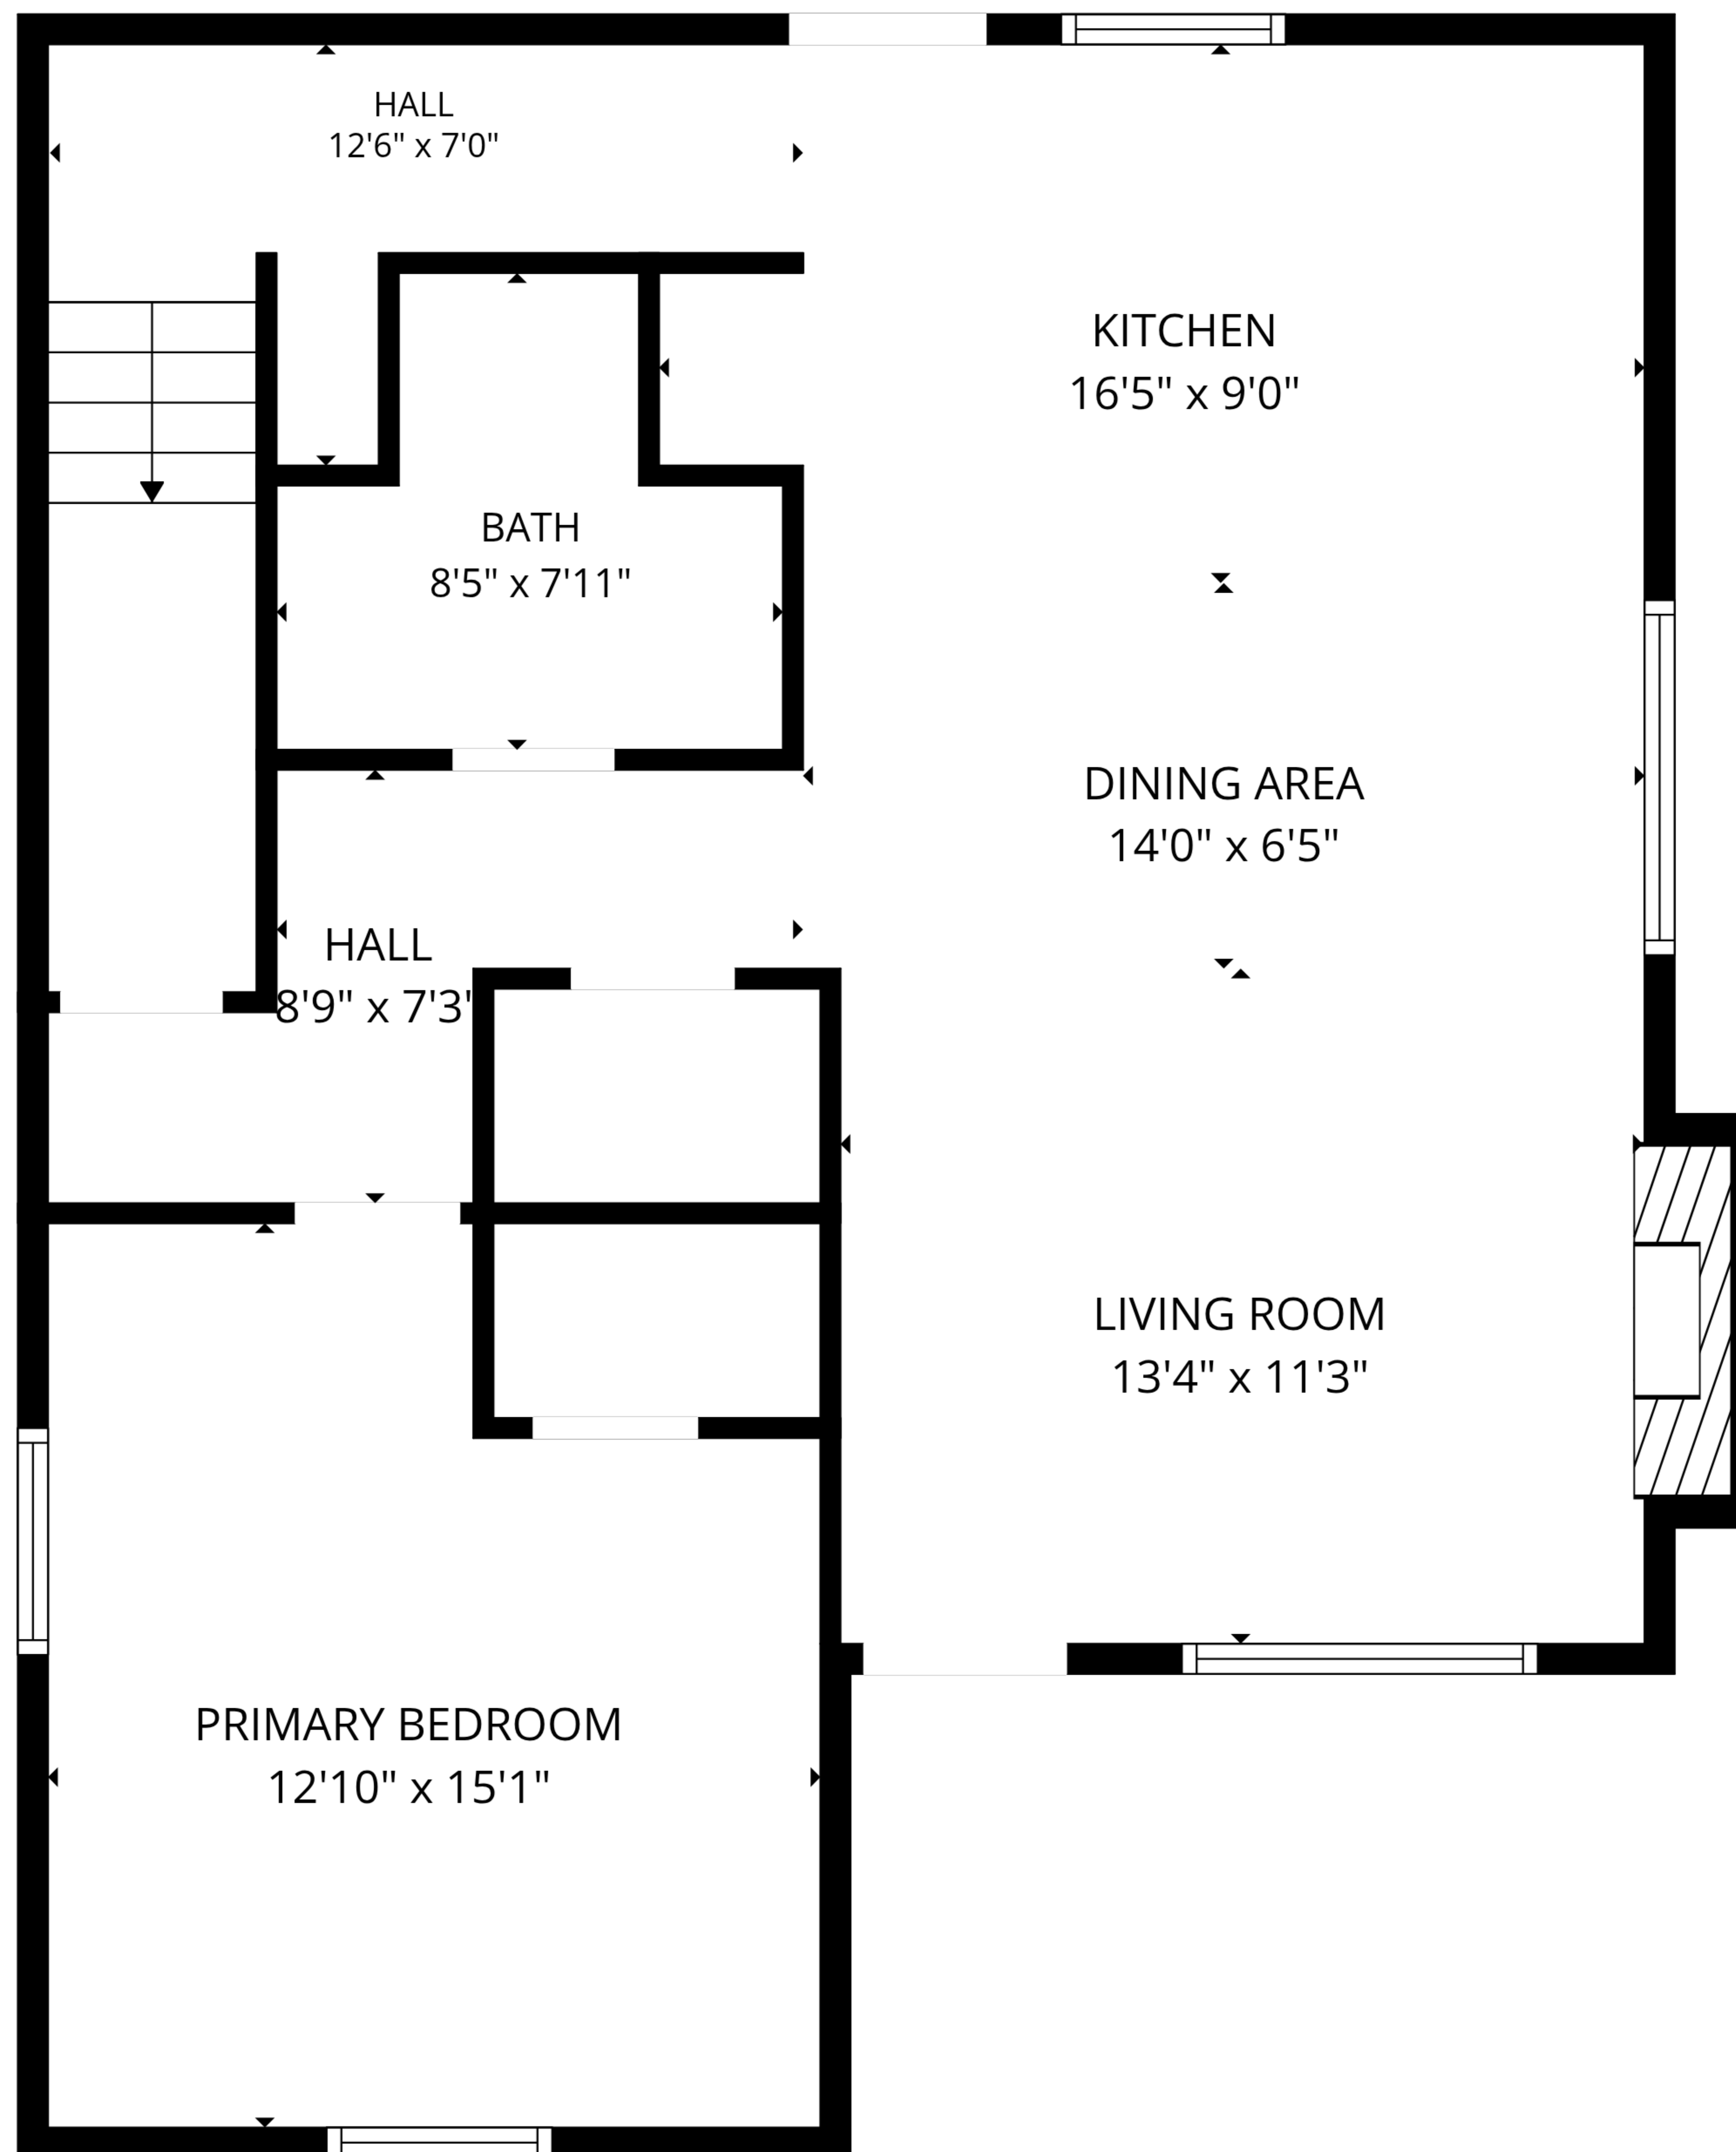 HALL
12'6" x 7'0"
KITCHEN
16'5" x 9'0"
BATH
8'5" x 7'11"
DINING AREA
14'0" x 6'5"
HALL
8'9" x 7'3"
LIVING ROOM
13'4" x 11'3"
PRIMARY BEDROOM
12'10" x 15'1"